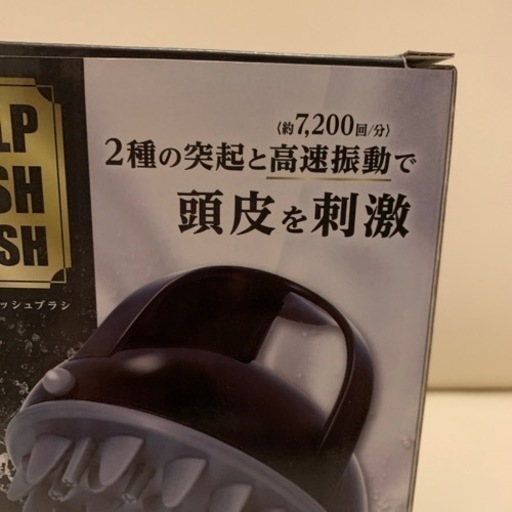 LP
SH
SH
ッシュブラシ
〈約7,200回/分〉
2種の突起と高速振動で
頭皮を刺激